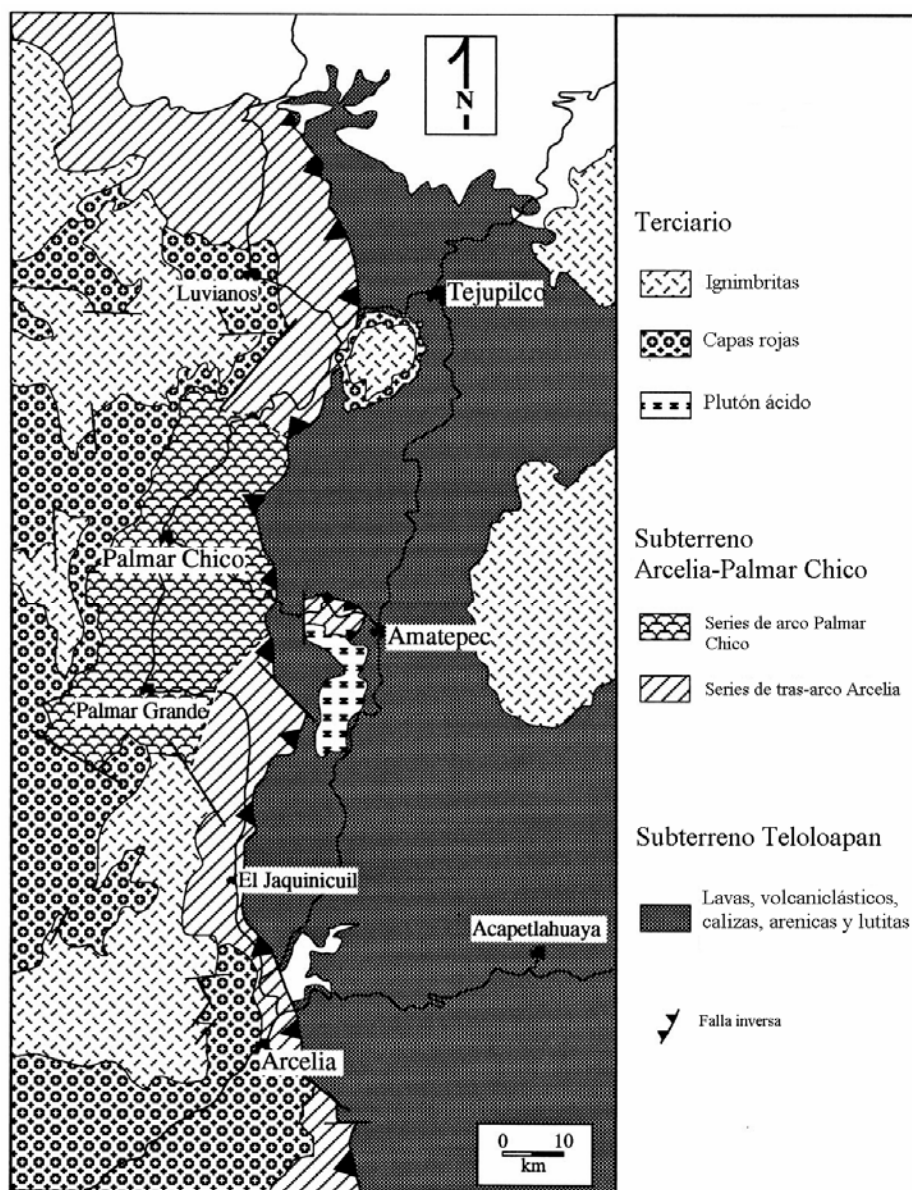 N
Luvianos
Tejupilco
Palmar Chico
Amatepec
Palmar Grande
El Jaquinicuil
Acapetlahuaya
Arcelia
0 10
km
Terciario
Ignimbritas
Capas rojas
Plutón ácido
Subterreno
Arcelia-Palmar Chico
Series de arco Palmar
Chico
Series de tras-arco Arcelia
Subterreno Teloloapan
Lavas, volcaniclásticos,
calizas, arenicas y lutitas
Falla inversa